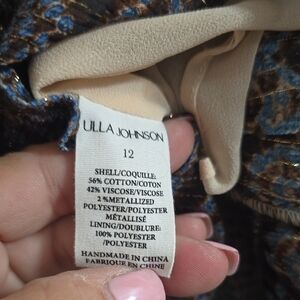 ULLA JOHNSON
12
SHELL/COQUILLE:
56% COTTON/COTON
42% VISCOSE/VISCOSE
2 % METALLIZED
POLYESTER/POLYESTER
MÉTALLISÉ
LINING/DOUBLURE:
100% POLYESTER
/POLYESTER
HANDMADE IN CHINA
FABRIQUE EN CHINE